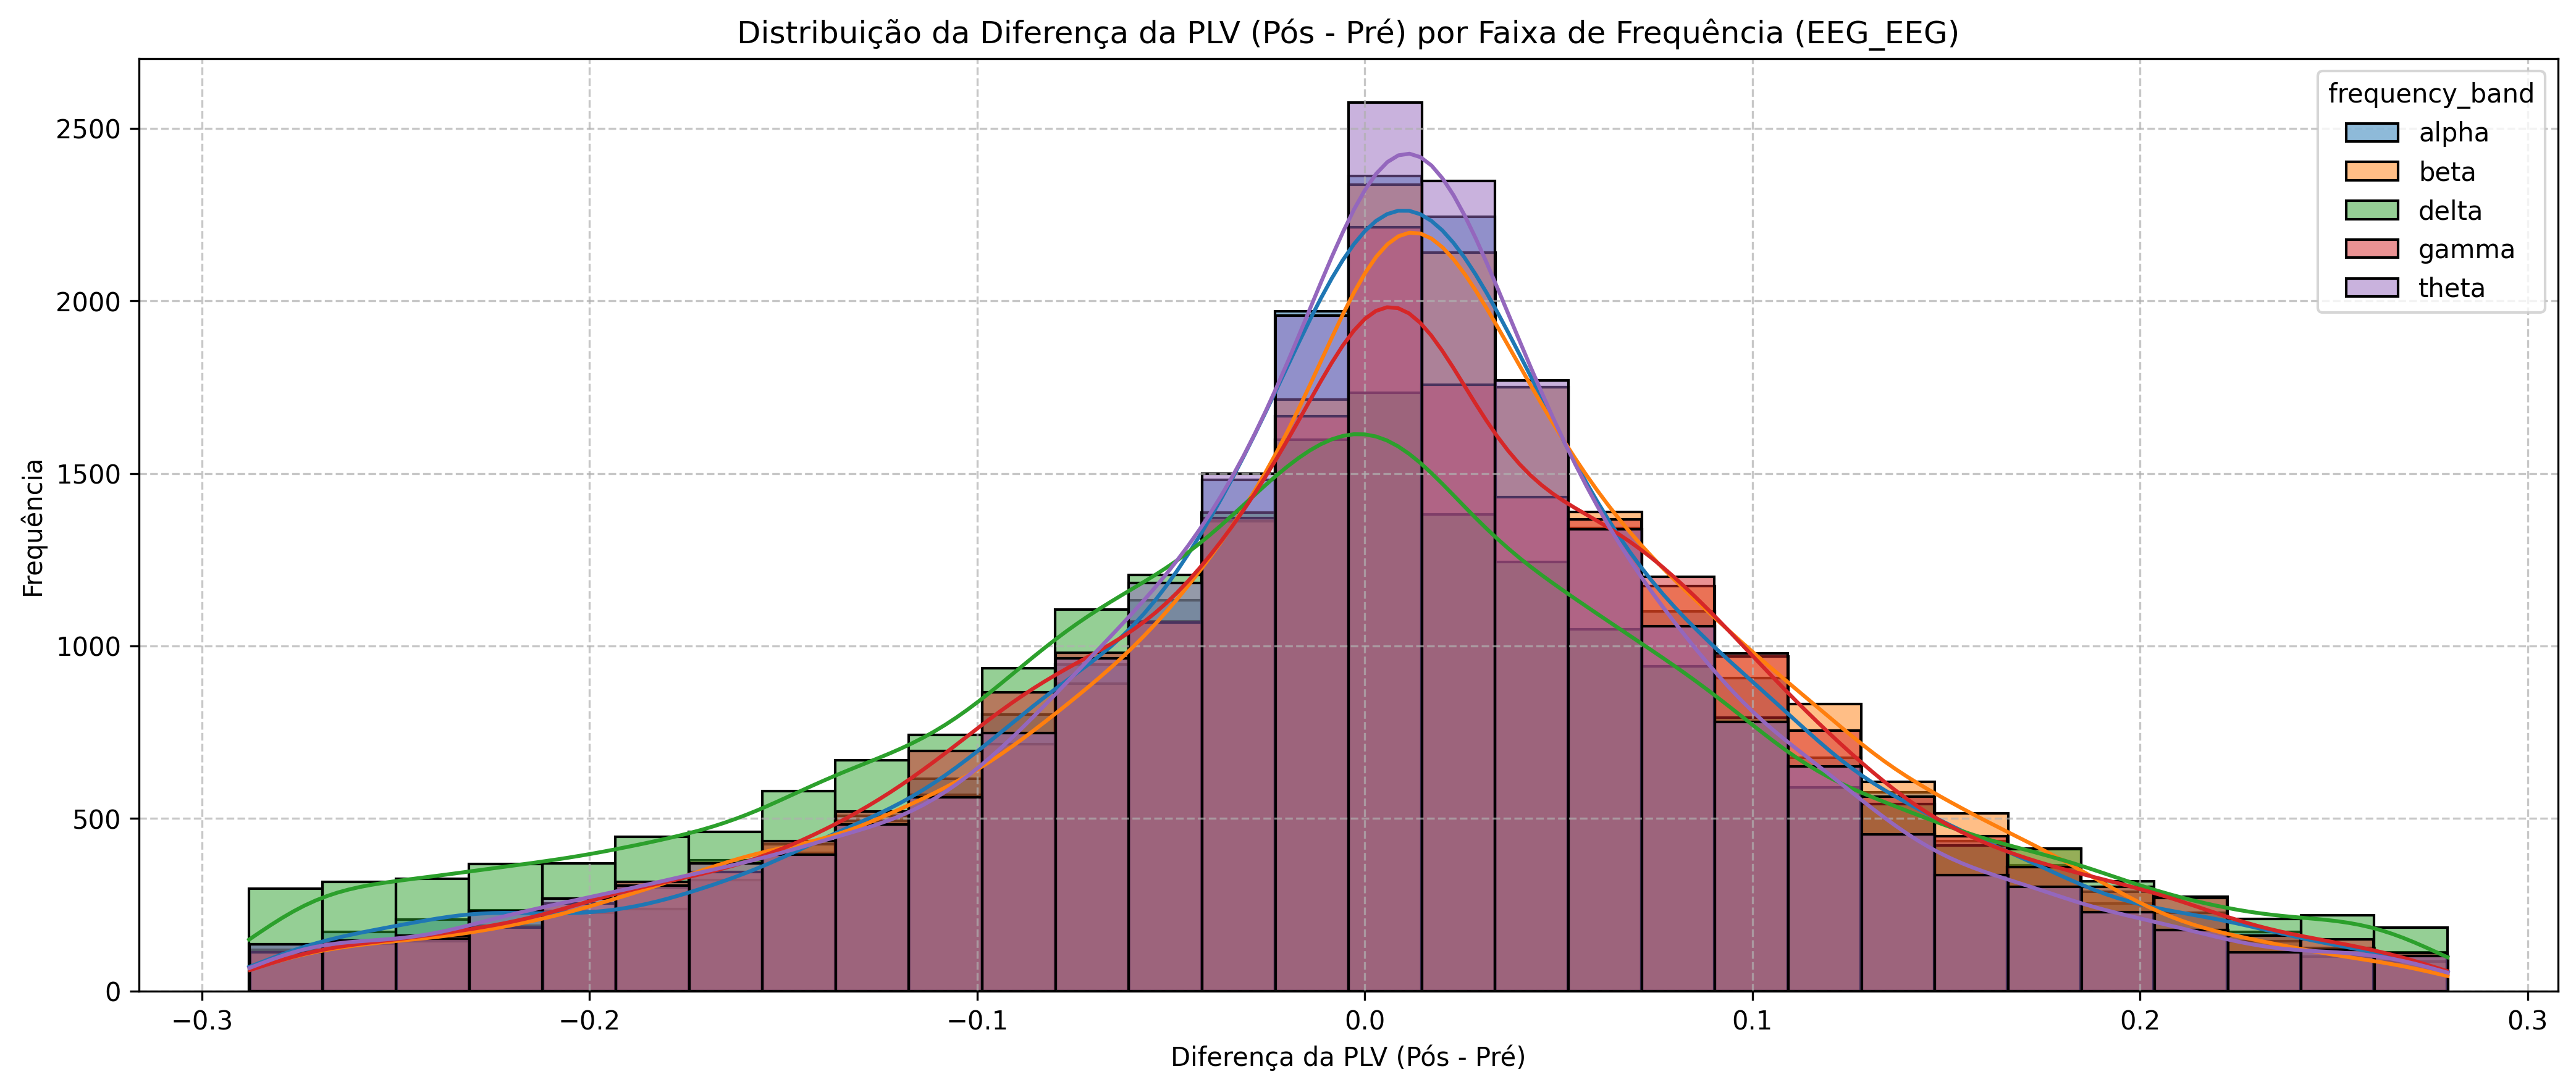 Distribuição da Diferença da PLV (Pós - Pré) por Faixa de Frequência (EEG_EEG)
frequency_band
alpha
beta
delta
gamma
theta
Frequência
2500
2000
1500
1000
500
0
−0.3
−0.2
−0.1
0.0
0.1
0.2
0.3
Diferença da PLV (Pós - Pré)